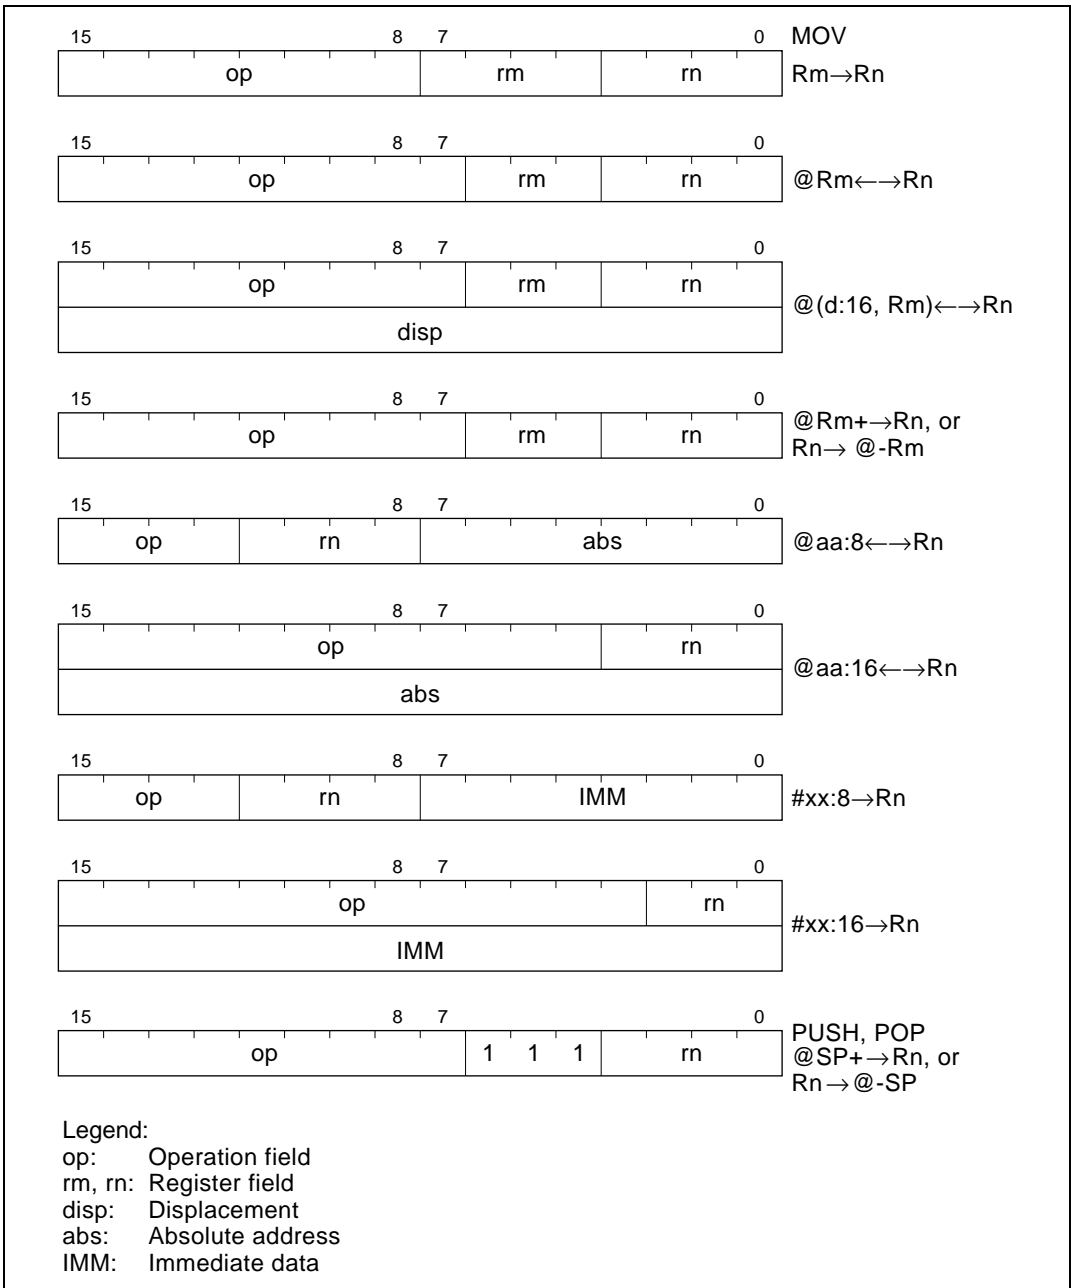 15 8 7 0 MOV
op rm rn Rm→Rn
15 8 7 0
op rm rn @Rm←→Rn
15 8 7 0
op rm rn
@(d:16, Rm)←→Rn
disp
15 8 7 0
@Rm+→Rn, or
op rm rn
Rn→ @-Rm
15 8 7 0
op rn abs @aa:8←→Rn
15 8 7 0
op rn
@aa:16←→Rn
abs
15 8 7 0
op rn IMM #xx:8→Rn
15 8 7 0
op rn
#xx:16→Rn
IMM
15 8 7 0
PUSH, POP
op 1 1 1 rn @SP+→Rn, or
Rn→@-SP
Legend:
op: Operation field
rm, rn: Register field
disp: Displacement
abs: Absolute address
IMM: Immediate data